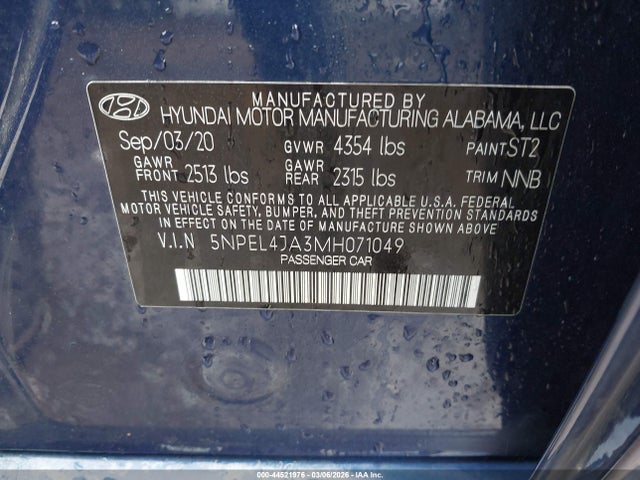 MANUFACTURED BY
HYUNDAI MOTOR MANUFACTURING ALABAMA, LLC
Sep/03/20 GVWR 4354 lbs PAINT ST2
GAWR FRONT 2513 lbs GAWR REAR 2315 lbs TRIM NNB
THIS VEHICLE CONFORMS TO ALL APPLICABLE U.S.A. FEDERAL
MOTOR VEHICLE SAFETY, BUMPER, AND THEFT PREVENTION STANDARDS
IN EFFECT ON THE DATE OF MANUFACTURE SHOWN ABOVE.
V.I.N 5NPEL4JA3MH071049
PASSENGER CAR
000-44521976 - 03/06/2026 - IAA Inc.